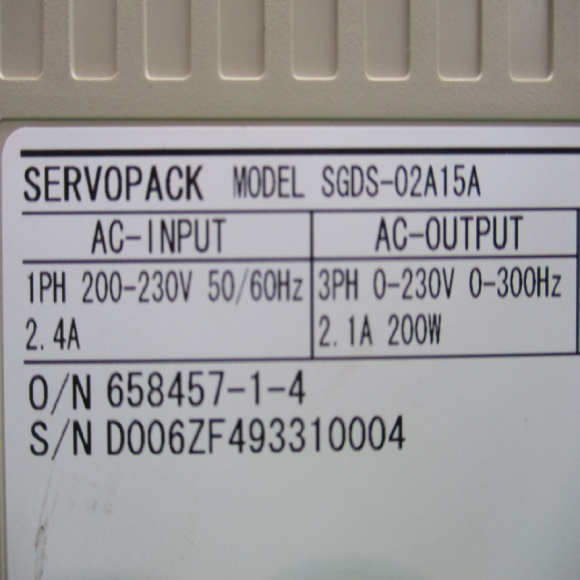 SERVOPACK MODEL SGDS-02A15A
AC-INPUT AC-OUTPUT
1PH 200-230V 50/60Hz 3PH 0-230V 0-300Hz
2.4A 2.1A 200W
O/N 658457-1-4
S/N D006ZF493310004